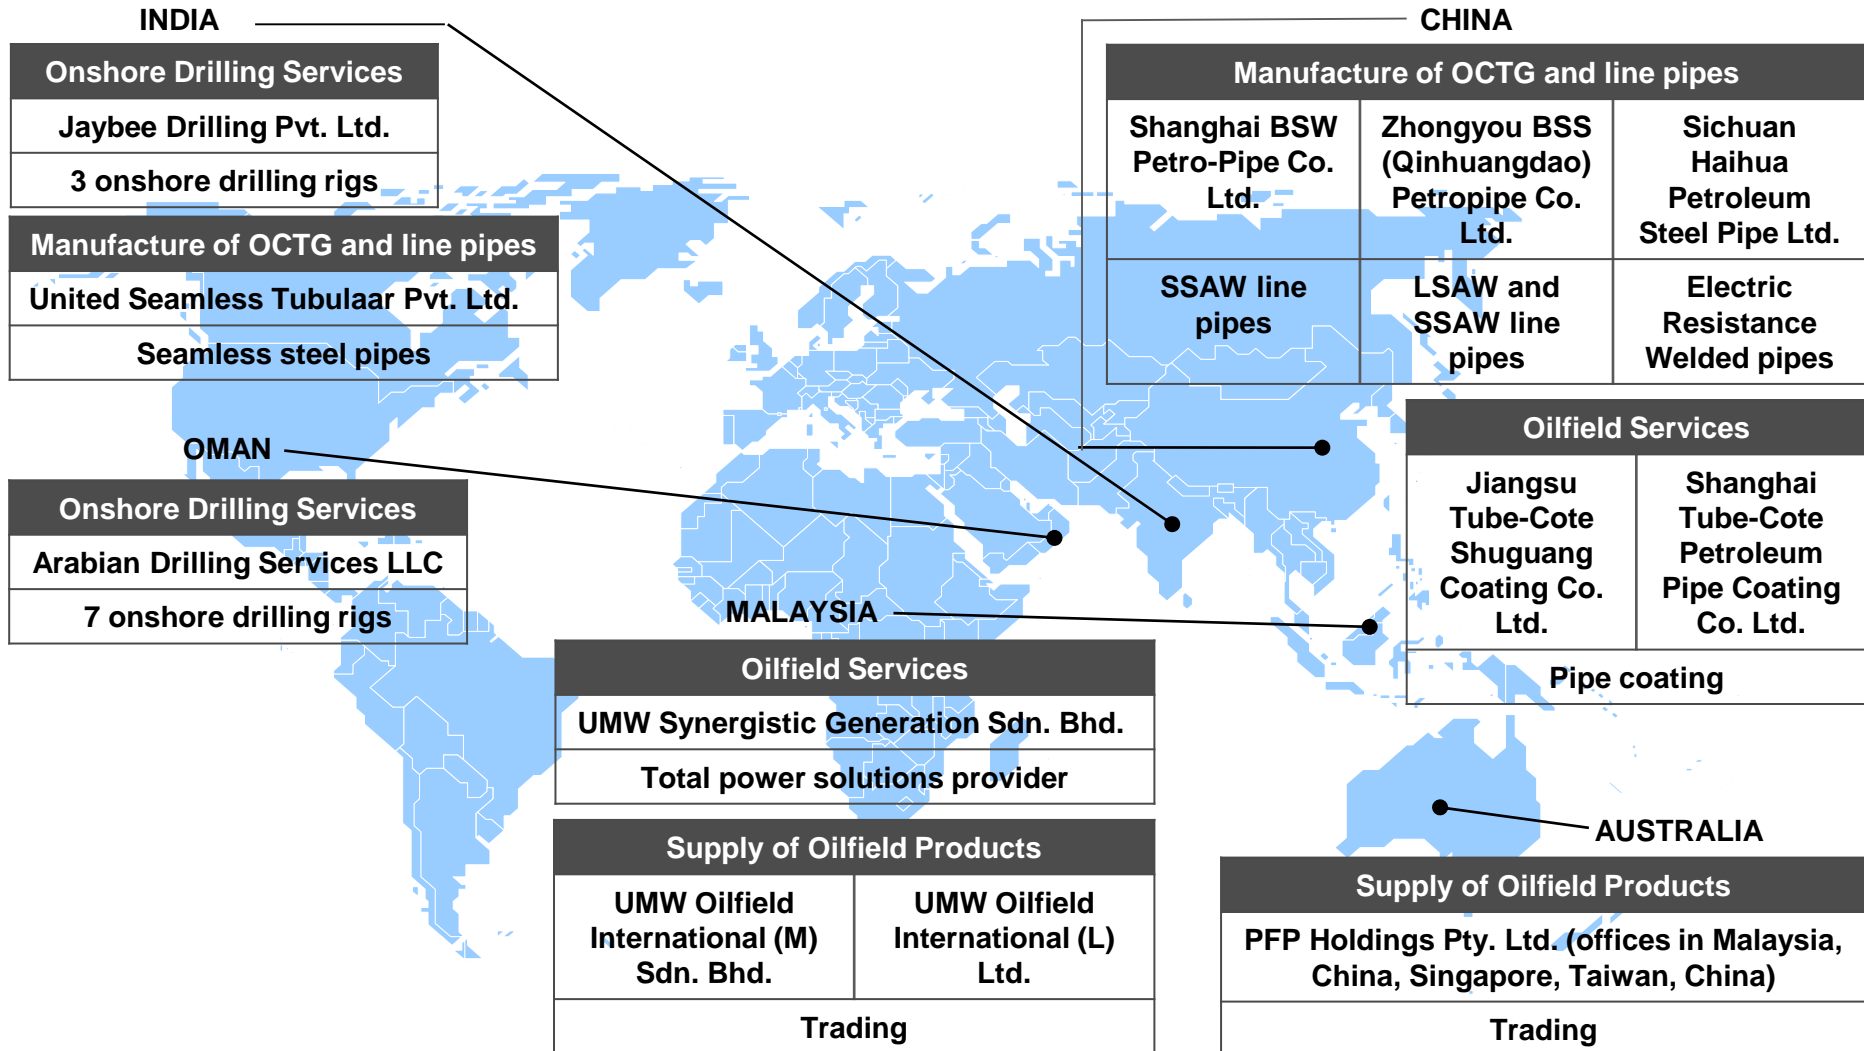 INDIA
Onshore Drilling Services
Jaybee Drilling Pvt. Ltd.
3 onshore drilling rigs
Manufacture of OCTG and line pipes
United Seamless Tubulaar Pvt. Ltd.
Seamless steel pipes
CHINA
Manufacture of OCTG and line pipes
Shanghai BSW
Petro-Pipe Co.
Ltd.
Zhongyou BSS
(Qinhuangdao)
Petropipe Co.
Ltd.
Sichuan
Haihua
Petroleum
Steel Pipe Ltd.
SSAW line
pipes
LSAW and
SSAW line
pipes
Electric
Resistance
Welded pipes
Oilfield Services
Jiangsu
Tube-Cote
Shuguang
Coating Co.
Ltd.
Shanghai
Tube-Cote
Petroleum
Pipe Coating
Co. Ltd.
Pipe coating
OMAN
Onshore Drilling Services
Arabian Drilling Services LLC
7 onshore drilling rigs
MALAYSIA
Oilfield Services
UMW Synergistic Generation Sdn. Bhd.
Total power solutions provider
Supply of Oilfield Products
UMW Oilfield
International (M)
Sdn. Bhd.
UMW Oilfield
International (L)
Ltd.
Trading
AUSTRALIA
Supply of Oilfield Products
PFP Holdings Pty. Ltd. (offices in Malaysia,
China, Singapore, Taiwan, China)
Trading